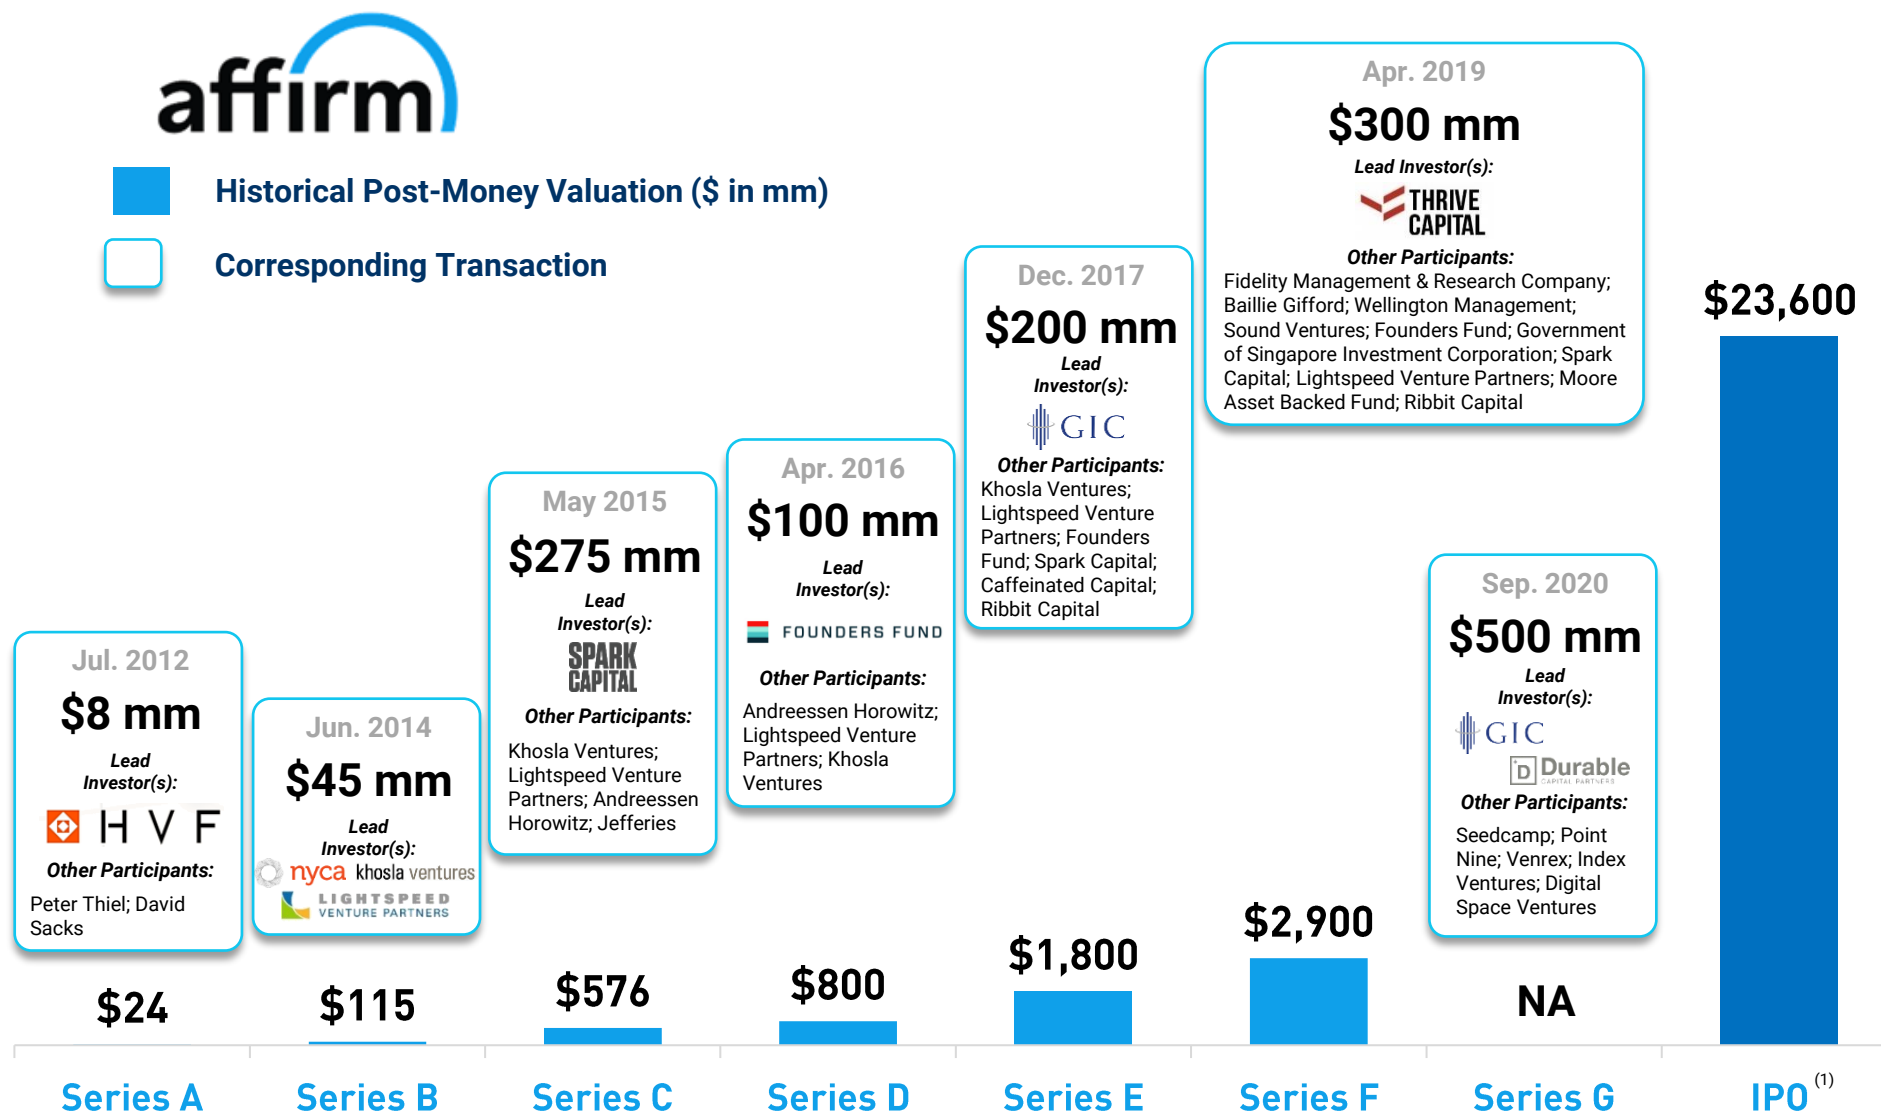 affirm
Historical Post-Money Valuation ($ in mm)
Corresponding Transaction
Jul. 2012
$8 mm
Lead
Investor(s):
H V F
Other Participants:
Peter Thiel; David
Sacks
Jun. 2014
$45 mm
Lead
Investor(s):
nyca khosla ventures
LIGHTSPEED
VENTURE PARTNERS
May 2015
$275 mm
Lead
Investor(s):
SPARK
CAPITAL
Other Participants:
Khosla Ventures;
Lightspeed Venture
Partners; Andreessen
Horowitz; Jefferies
Apr. 2016
$100 mm
Lead
Investor(s):
FOUNDERS FUND
Other Participants:
Andreessen Horowitz;
Lightspeed Venture
Partners; Khosla
Ventures
Dec. 2017
$200 mm
Lead
Investor(s):
GIC
Other Participants:
Khosla Ventures;
Lightspeed Venture
Partners; Founders
Fund; Spark Capital;
Caffeinated Capital;
Ribbit Capital
Apr. 2019
$300 mm
Lead Investor(s):
THRIVE
CAPITAL
Other Participants:
Fidelity Management & Research Company;
Baillie Gifford; Wellington Management;
Sound Ventures; Founders Fund; Government
of Singapore Investment Corporation; Spark
Capital; Lightspeed Venture Partners; Moore
Asset Backed Fund; Ribbit Capital
Sep. 2020
$500 mm
Lead
Investor(s):
GIC
D Durable
CAPITAL PARTNERS
Other Participants:
Seedcamp; Point
Nine; Venrex; Index
Ventures; Digital
Space Ventures
$24
$115
$576
$800
$1,800
$2,900
NA
$23,600
Series A
Series B
Series C
Series D
Series E
Series F
Series G
IPO (1)